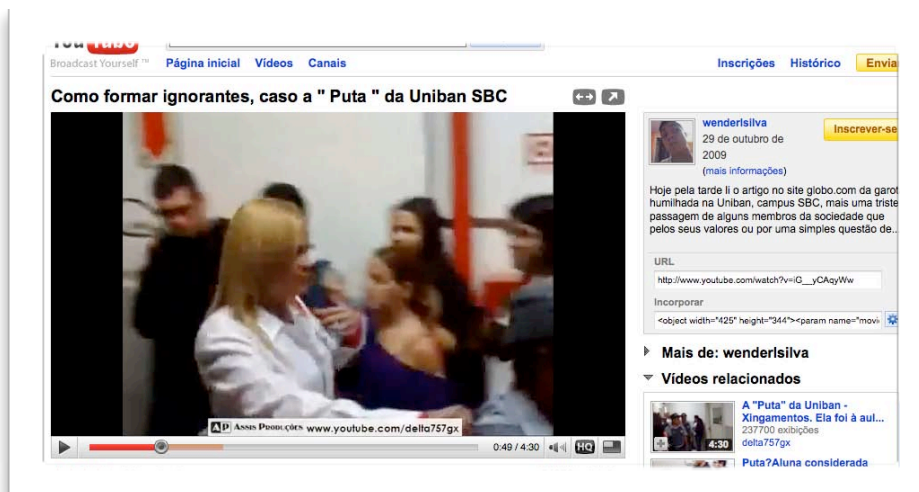 You Tube
Broadcast Yourself ™ Página inicial Vídeos Canais Inscrições Histórico Envia
Como formar ignorantes, caso a " Puta " da Uniban SBC
wenderlsilva
29 de outubro de
2009
(mais informações)
Inscrever-se
Hoje pela tarde li o artigo no site globo.com da garot
humilhada na Uniban, campus SBC, mais uma triste
passagem de alguns membros da sociedade que
pelos seus valores ou por uma simples questão de...
URL
http://www.youtube.com/watch?v=iG__yCAqyWw
Incorporar
<object width="425" height="344"><param name="movi
Mais de: wenderlsilva
Vídeos relacionados
A "Puta" da Uniban -
Xingamentos. Ela foi à aul...
237700 exibições
delta757gx
4:30
Puta?Aluna considerada
AP Assis Produções www.youtube.com/delta757gx
0:49 / 4:30 HQ